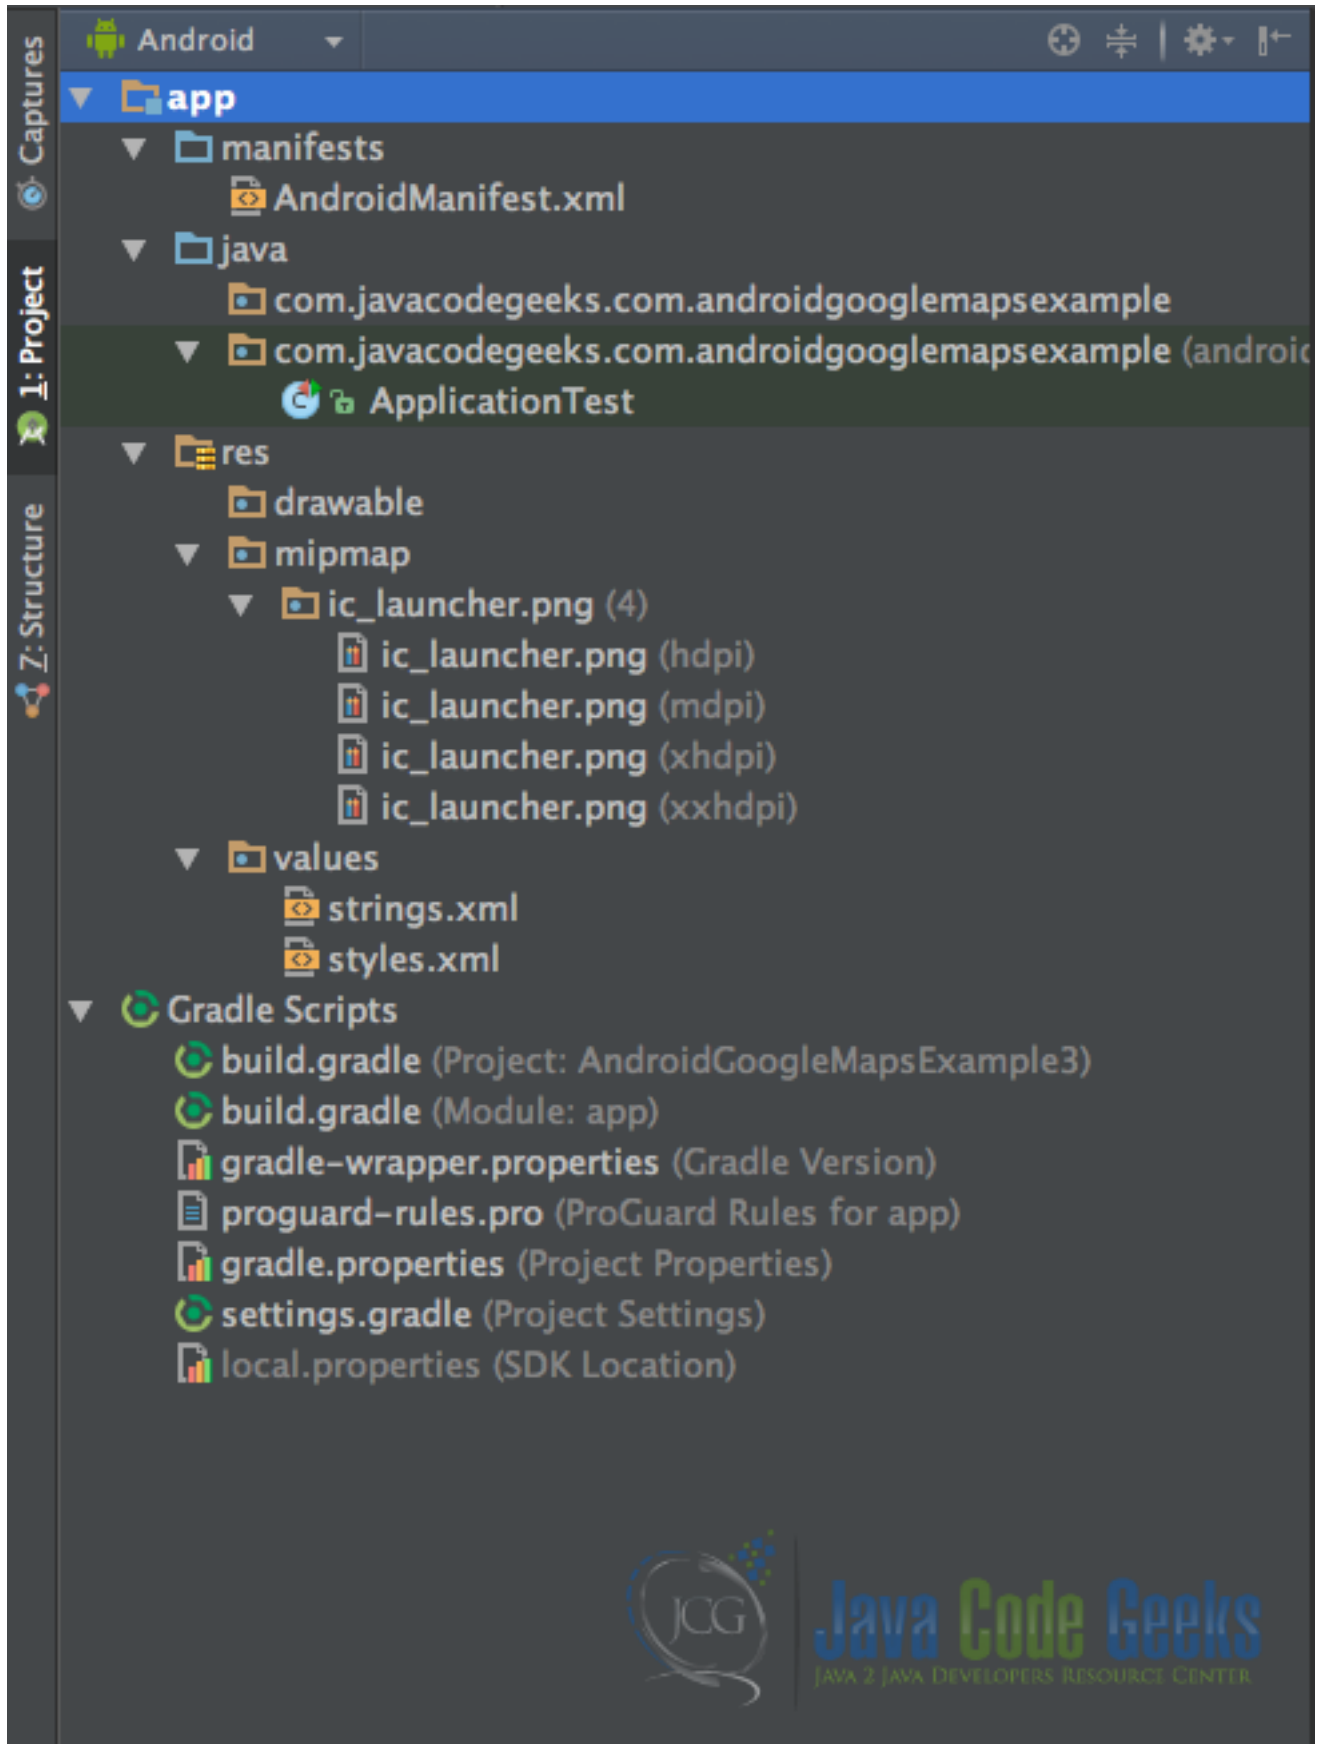 Android
Captures
1: Project
Z: Structure
app
manifests
AndroidManifest.xml
java
com.javacodegeeks.com.androidgooglemapsexample
com.javacodegeeks.com.androidgooglemapsexample (android
ApplicationTest
res
drawable
mipmap
ic_launcher.png (4)
ic_launcher.png (hdpi)
ic_launcher.png (mdpi)
ic_launcher.png (xhdpi)
ic_launcher.png (xxhdpi)
values
strings.xml
styles.xml
Gradle Scripts
build.gradle (Project: AndroidGoogleMapsExample3)
build.gradle (Module: app)
gradle-wrapper.properties (Gradle Version)
proguard-rules.pro (ProGuard Rules for app)
gradle.properties (Project Properties)
settings.gradle (Project Settings)
local.properties (SDK Location)
JCG
Java Code Geeks
JAVA 2 JAVA DEVELOPERS RESOURCE CENTER